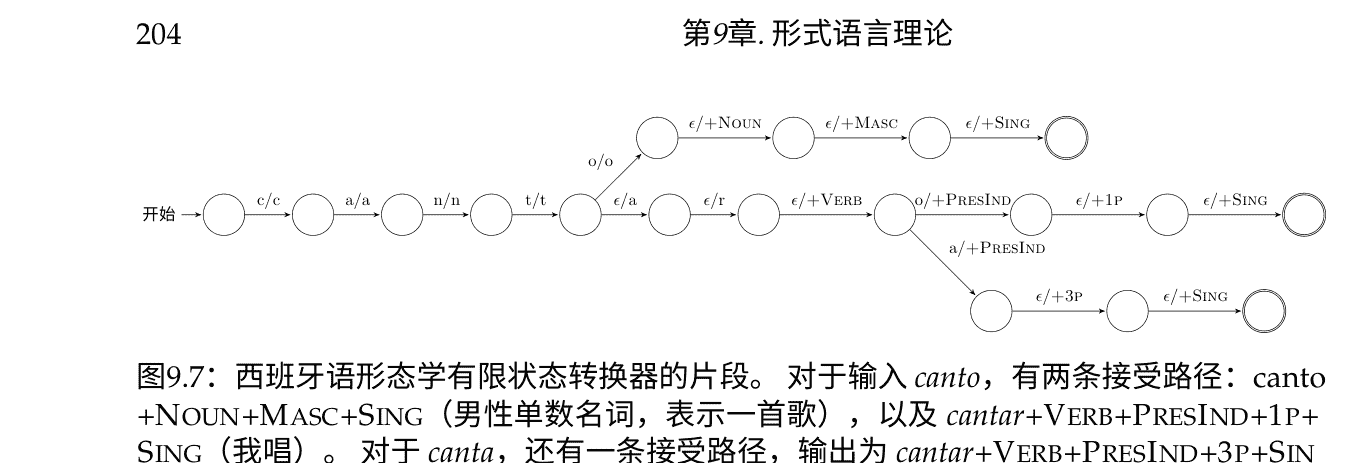 204 第9章. 形式语言理论
ϵ/+NOUN ϵ/+MASC ϵ/+SING
o/o
开始 c/c a/a n/n t/t ϵ/a ϵ/r ϵ/+VERB o/+PRESIND ϵ/+1P ϵ/+SING
a/+PRESIND
ϵ/+3P ϵ/+SING
图9.7：西班牙语形态学有限状态转换器的片段。 对于输入 canto，有两条接受路径：canto
+NOUN+MASC+SING（男性单数名词，表示一首歌），以及 cantar+VERB+PRESIND+1P+
SING（我唱）。 对于 canta，还有一条接受路径，输出为 cantar+VERB+PRESIND+3P+SIN